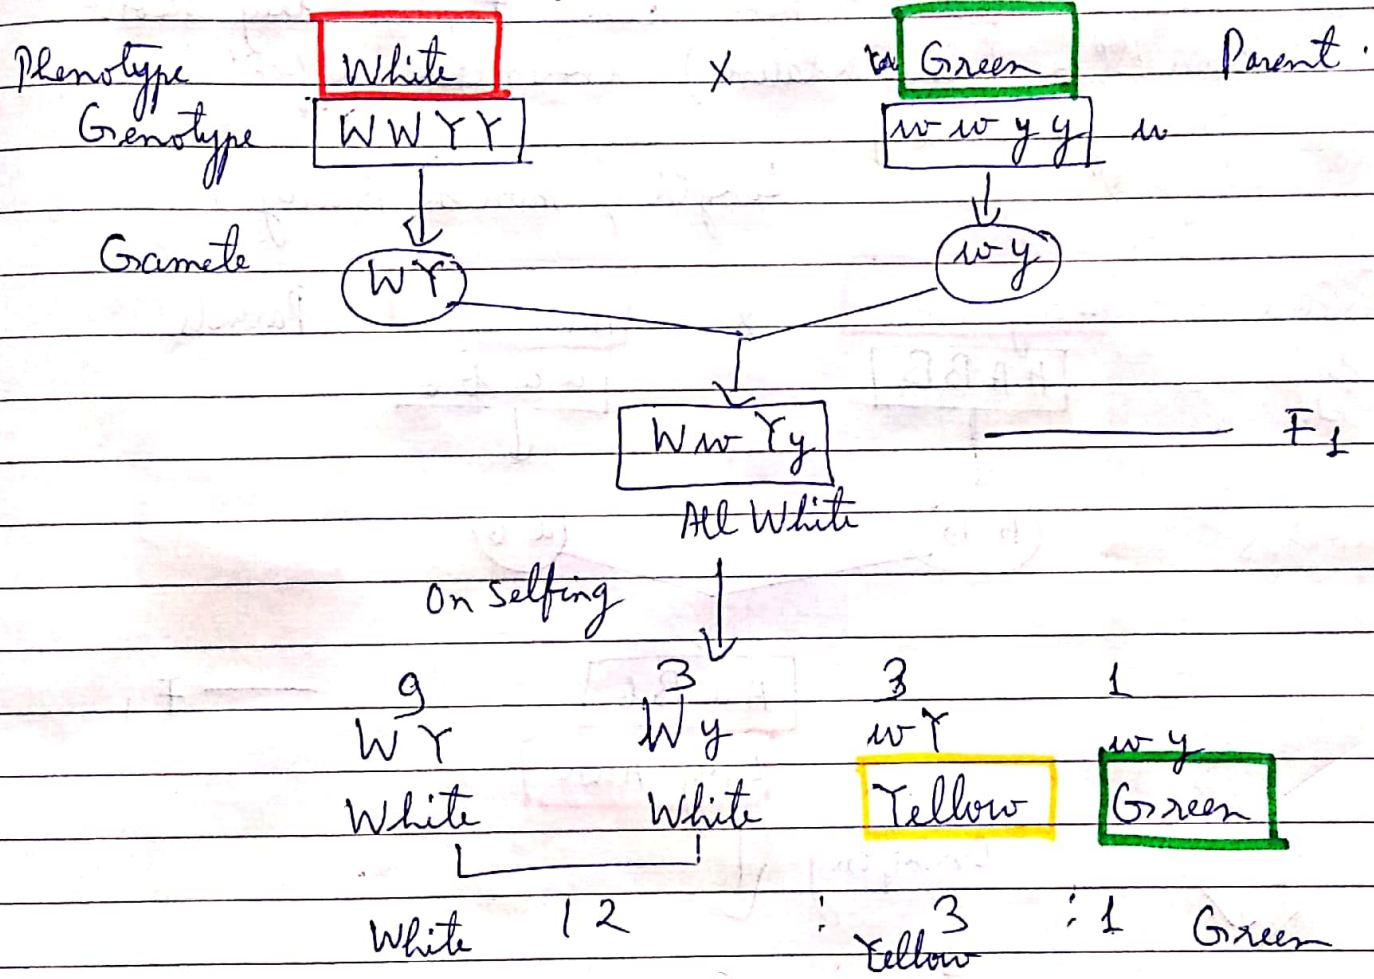 Phenotype White X Green Parent.
Genotype WWYY wwyy w
Gamete WY wy
WwYy F1
All White
On selfing
9 3 3 1
WY Wy wY wy
White White Yellow Green
White 12 : 3 : 1 Green
Yellow